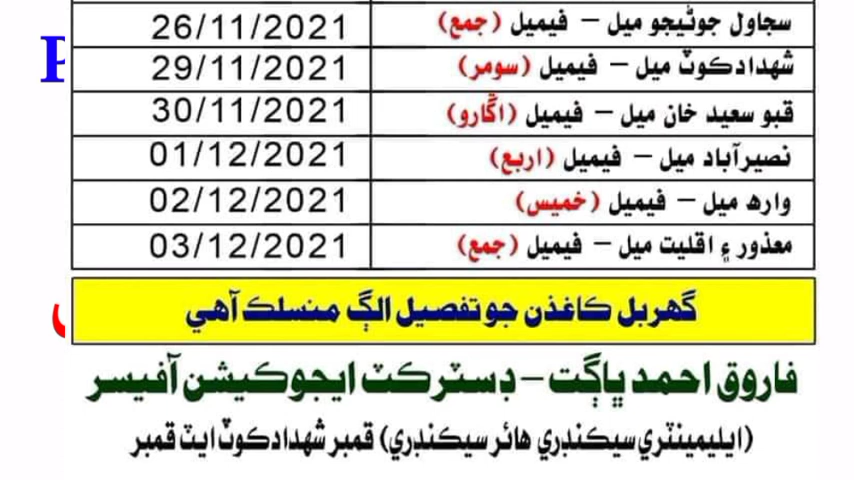 سجاول جوڻيجو ميل – فيميل (جمع) 26/11/2021
شهدادڪوٽ ميل – فيميل (سومر) 29/11/2021
قبو سعيد خان ميل – فيميل (اڱارو) 30/11/2021
نصيرآباد ميل – فيميل (اربع) 01/12/2021
وارھ ميل – فيميل (خميس) 02/12/2021
معذور ۽ اقليت ميل – فيميل (جمع) 03/12/2021
گهربل ڪاغذن جو تفصيل الڳ منسلڪ آهي
فاروق احمد ڀاڳت – ڊسٽرڪٽ ايجوڪيشن آفيسر
(ايليمينٽري سيڪنڊري هائر سيڪنڊري) قمبر شهدادڪوٽ ايٽ قمبر